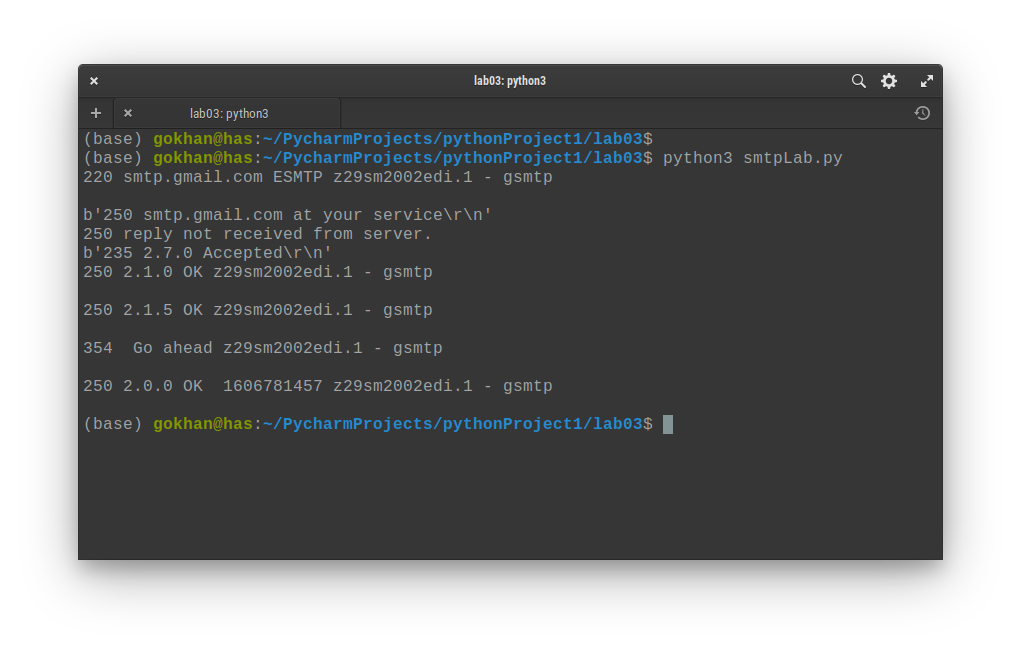 lab03: python3
lab03: python3
(base) gokhan@has:~/PycharmProjects/pythonProject1/lab03$
(base) gokhan@has:~/PycharmProjects/pythonProject1/lab03$ python3 smtpLab.py
220 smtp.gmail.com ESMTP z29sm2002edi.1 - gsmtp
b'250 smtp.gmail.com at your service\r\n'
250 reply not received from server.
b'235 2.7.0 Accepted\r\n'
250 2.1.0 OK z29sm2002edi.1 - gsmtp
250 2.1.5 OK z29sm2002edi.1 - gsmtp
354  Go ahead z29sm2002edi.1 - gsmtp
250 2.0.0 OK  1606781457 z29sm2002edi.1 - gsmtp
(base) gokhan@has:~/PycharmProjects/pythonProject1/lab03$